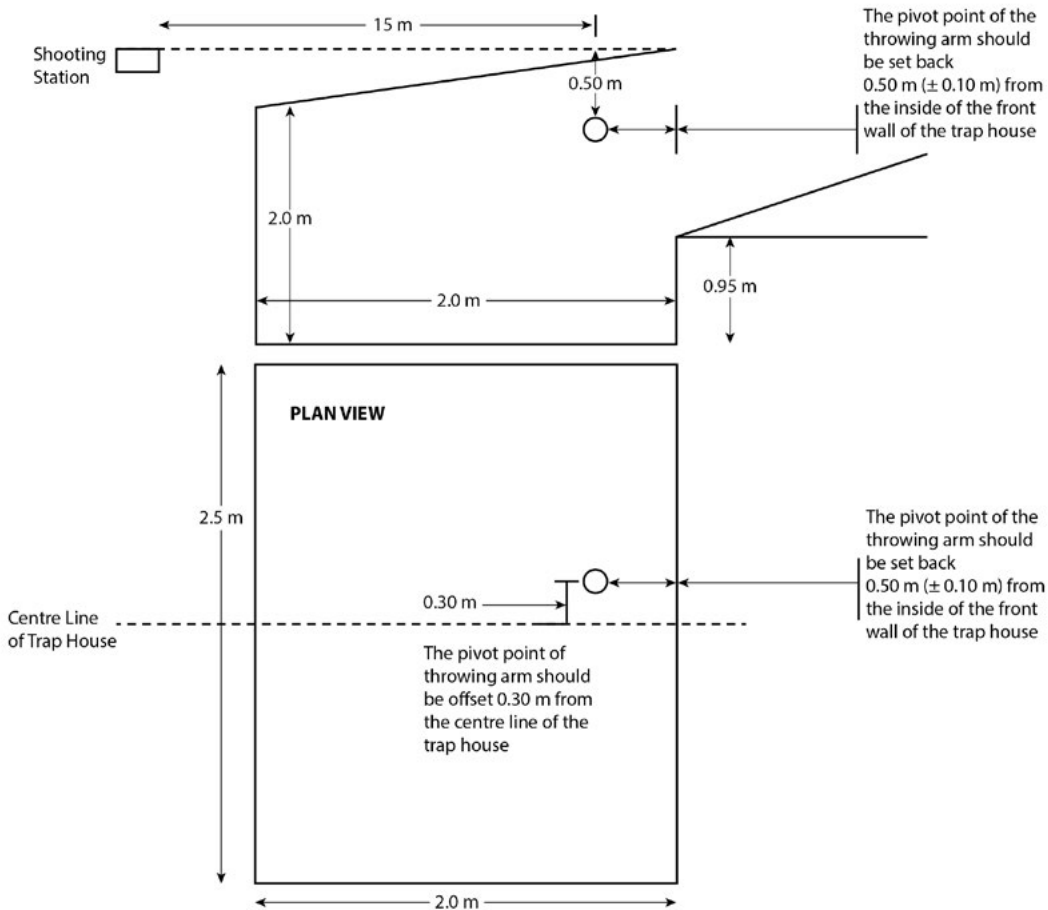 15 m
Shooting
Station
The pivot point of the
throwing arm should
be set back
0.50 m (± 0.10 m) from
the inside of the front
wall of the trap house
0.50 m
2.0 m
2.0 m
0.95 m
PLAN VIEW
2.5 m
The pivot point of the
throwing arm should
be set back
0.50 m (± 0.10 m) from
the inside of the front
wall of the trap house
0.30 m
Centre Line
of Trap House
The pivot point of
throwing arm should
be offset 0.30 m from
the centre line of the
trap house
2.0 m